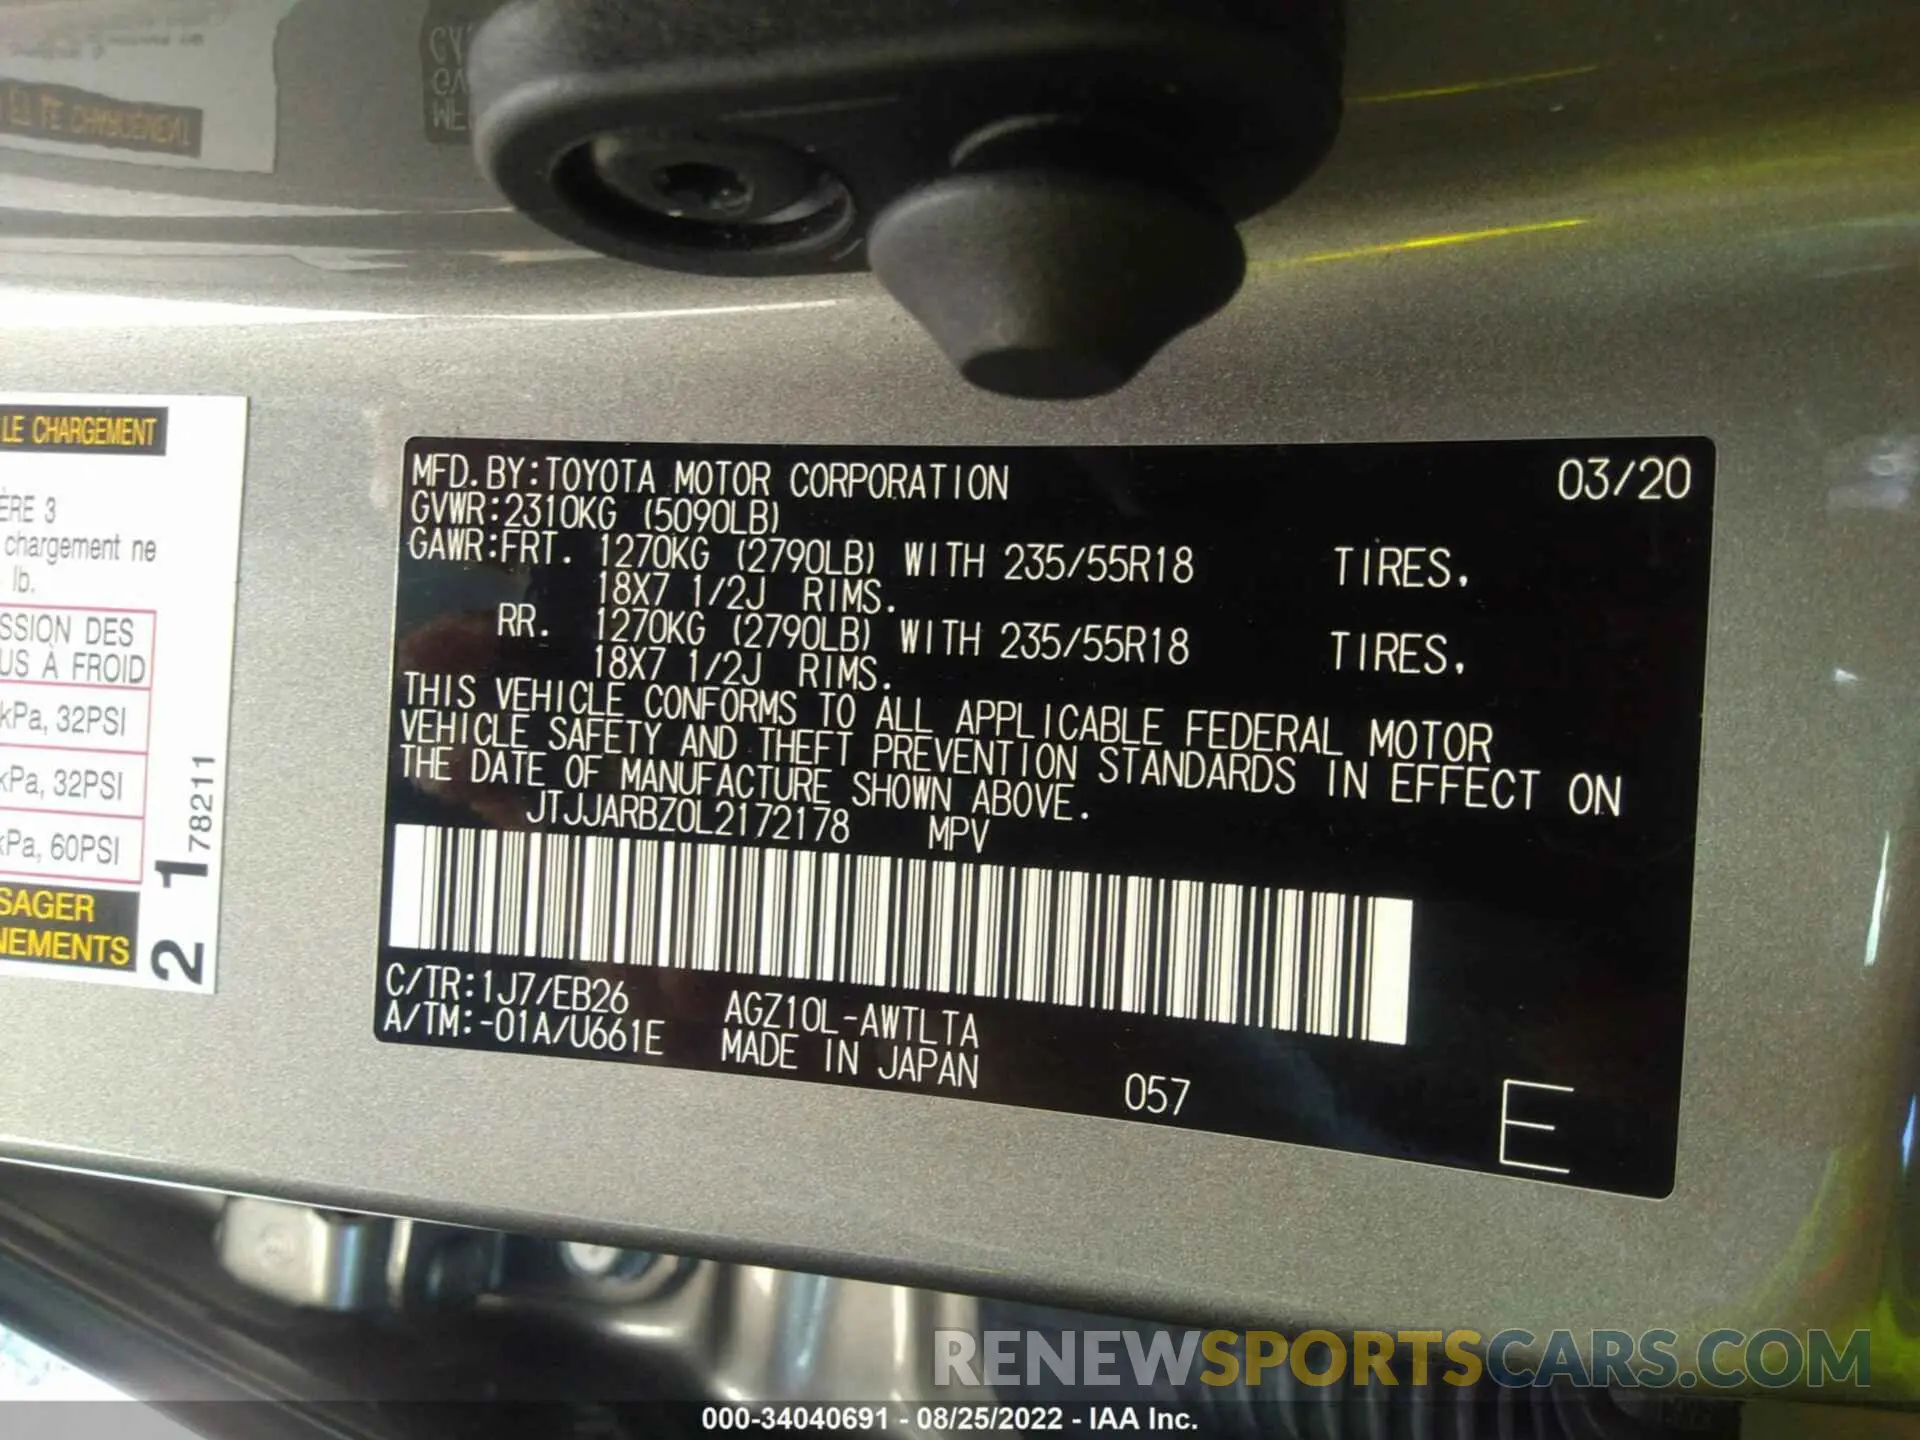 LE CHARGEMENT
ÈRE 3
chargement ne
lb.
SSION DES
US À FROID
kPa, 32PSI
kPa, 32PSI
kPa, 60PSI
SAGER
NEMENTS
2 1 78211
MFD.BY:TOYOTA MOTOR CORPORATION 03/20
GVWR:2310KG (5090LB)
GAWR:FRT. 1270KG (2790LB) WITH 235/55R18 TIRES,
18X7 1/2J RIMS.
RR. 1270KG (2790LB) WITH 235/55R18 TIRES,
18X7 1/2J RIMS.
THIS VEHICLE CONFORMS TO ALL APPLICABLE FEDERAL MOTOR
VEHICLE SAFETY AND THEFT PREVENTION STANDARDS IN EFFECT ON
THE DATE OF MANUFACTURE SHOWN ABOVE.
JTJJARBZ0L2172178 MPV
C/TR:1J7/EB26 AGZ10L-AWTLTA
A/TM:-01A/U661E MADE IN JAPAN
057
E
RENEWSPORTSCARS.COM
000-34040691 - 08/25/2022 - IAA Inc.